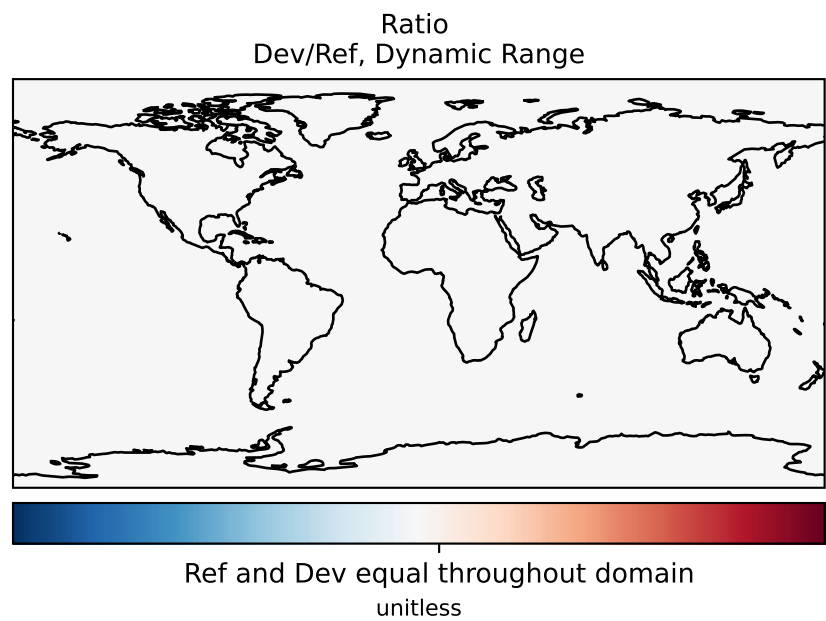 Ratio
Dev/Ref, Dynamic Range
Ref and Dev equal throughout domain
unitless